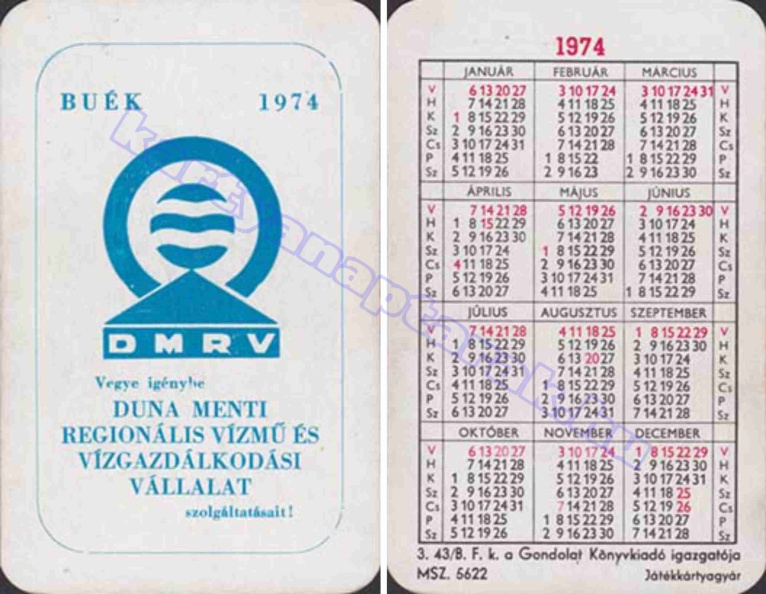 BUÉK 1974
DMRV
Vegye igénybe
DUNA MENTI
REGIONÁLIS VÍZMŰ ÉS
VÍZGAZDÁLKODÁSI
VÁLLALAT
szolgáltatásait!
1974
JANUÁR FEBRUÁR MÁRCIUS
V 6 13 20 27 3 10 17 24 3 10 17 24 31 V
H 7 14 21 28 4 11 18 25 4 11 18 25 H
K 1 8 15 22 29 5 12 19 26 5 12 19 26 K
Sz 2 9 16 23 30 6 13 20 27 6 13 20 27 Sz
Cs 3 10 17 24 31 7 14 21 28 7 14 21 28 Cs
P 4 11 18 25 1 8 15 22 1 8 15 22 29 P
Sz 5 12 19 26 2 9 16 23 2 9 16 23 30 Sz
ÁPRILIS MÁJUS JÚNIUS
V 7 14 21 28 5 12 19 26 2 9 16 23 30 V
H 1 8 15 22 29 6 13 20 27 3 10 17 24 H
K 2 9 16 23 30 7 14 21 28 4 11 18 25 K
Sz 3 10 17 24 1 8 15 22 29 5 12 19 26 Sz
Cs 4 11 18 25 2 9 16 23 30 6 13 20 27 Cs
P 5 12 19 26 3 10 17 24 31 7 14 21 28 P
Sz 6 13 20 27 4 11 18 25 1 8 15 22 29 Sz
JÚLIUS AUGUSZTUS SZEPTEMBER
V 7 14 21 28 4 11 18 25 1 8 15 22 29 V
H 1 8 15 22 29 5 12 19 26 2 9 16 23 30 H
K 2 9 16 23 30 6 13 20 27 3 10 17 24 K
Sz 3 10 17 24 31 7 14 21 28 4 11 18 25 Sz
Cs 4 11 18 25 1 8 15 22 29 5 12 19 26 Cs
P 5 12 19 26 2 9 16 23 30 6 13 20 27 P
Sz 6 13 20 27 3 10 17 24 31 7 14 21 28 Sz
OKTÓBER NOVEMBER DECEMBER
V 6 13 20 27 3 10 17 24 1 8 15 22 29 V
H 7 14 21 28 4 11 18 25 2 9 16 23 30 H
K 1 8 15 22 29 5 12 19 26 3 10 17 24 31 K
Sz 2 9 16 23 30 6 13 20 27 4 11 18 25 Sz
Cs 3 10 17 24 31 7 14 21 28 5 12 19 26 Cs
P 4 11 18 25 1 8 15 22 29 6 13 20 27 P
Sz 5 12 19 26 2 9 16 23 30 7 14 21 28 Sz
3. 43/B. F. k. a Gondolat Könyvkiadó igazgatója
MSZ. 5622 Játékkártyagyár